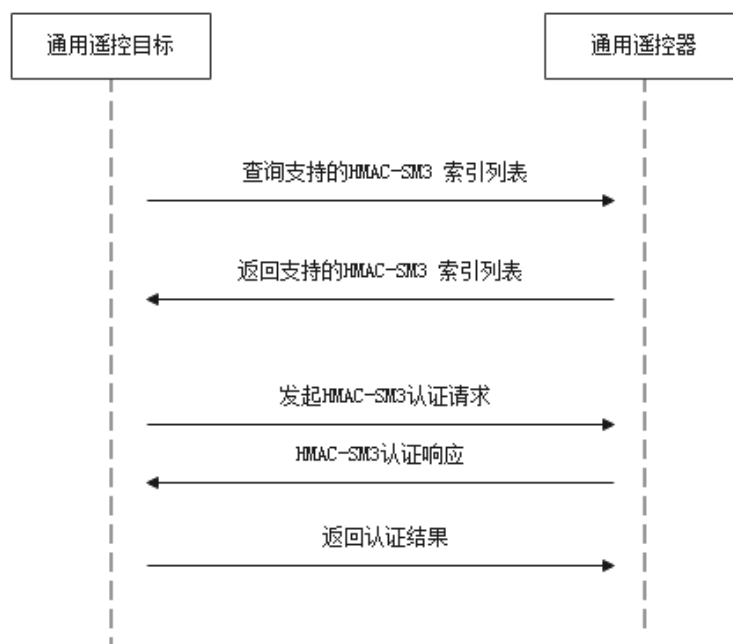 通用遥控目标
通用遥控器
查询支持的HMAC-SM3 索引列表
返回支持的HMAC-SM3 索引列表
发起HMAC-SM3认证请求
HMAC-SM3认证响应
返回认证结果